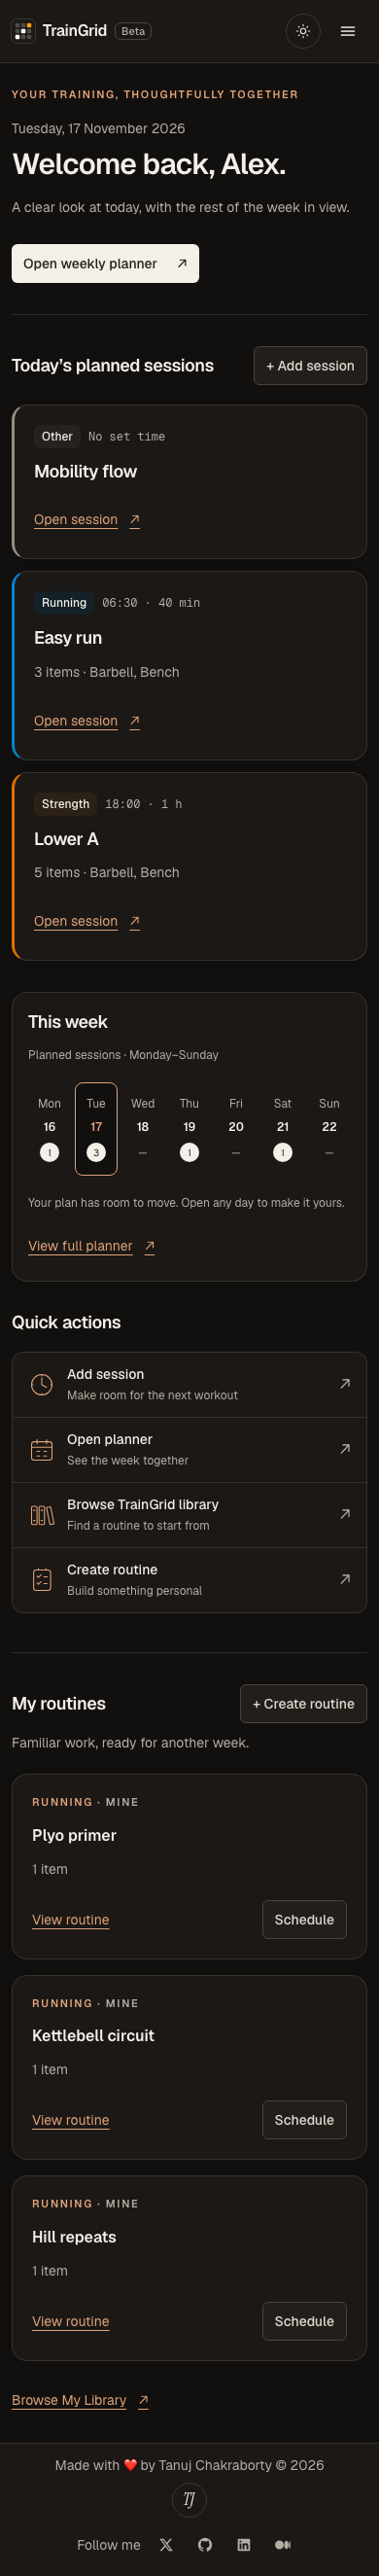 TrainGrid Beta
YOUR TRAINING, THOUGHTFULLY TOGETHER
Tuesday, 17 November 2026
Welcome back, Alex.
A clear look at today, with the rest of the week in view.
Open weekly planner ↗
Today’s planned sessions + Add session
Other No set time
Mobility flow
Open session ↗
Running 06:30 · 40 min
Easy run
3 items · Barbell, Bench
Open session ↗
Strength 18:00 · 1 h
Lower A
5 items · Barbell, Bench
Open session ↗
This week
Planned sessions · Monday–Sunday
Mon Tue Wed Thu Fri Sat Sun
16 17 18 19 20 21 22
1 3 — 1 — 1 —
Your plan has room to move. Open any day to make it yours.
View full planner ↗
Quick actions
Add session ↗
Make room for the next workout
Open planner ↗
See the week together
Browse TrainGrid library ↗
Find a routine to start from
Create routine ↗
Build something personal
My routines + Create routine
Familiar work, ready for another week.
RUNNING · MINE
Plyo primer
1 item
View routine Schedule
RUNNING · MINE
Kettlebell circuit
1 item
View routine Schedule
RUNNING · MINE
Hill repeats
1 item
View routine Schedule
Browse My Library ↗
Made with ❤️ by Tanuj Chakraborty © 2026
TJ
Follow me